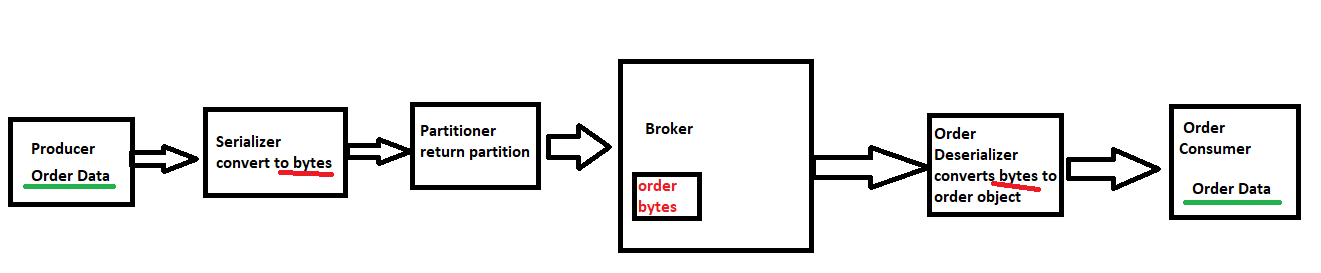 Producer
Order Data
Serializer
convert to bytes
Partitioner
return partition
Broker
order
bytes
Order
Deserializer
converts bytes to
order object
Order
Consumer
Order Data